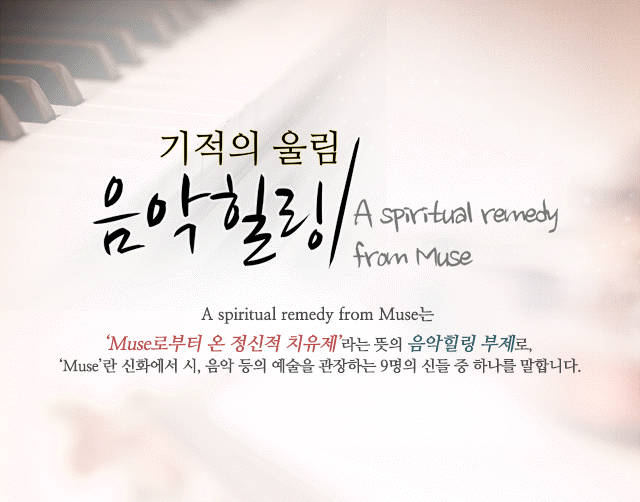 기적의 울림
음악힐링
A spiritual remedy
from Muse
A spiritual remedy from Muse는
‘Muse로부터 온 정신적 치유제’라는 뜻의 음악힐링 부제로,
‘Muse’란 신화에서 시, 음악 등의 예술을 관장하는 9명의 신들 중 하나를 말합니다.